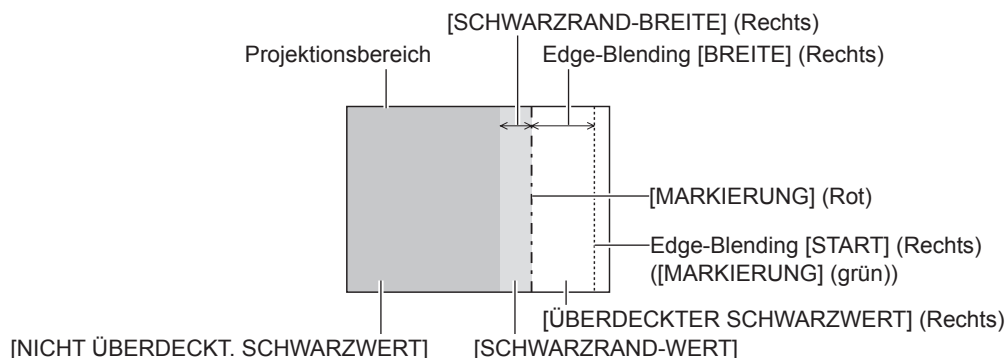 [SCHWARZRAND-BREITE] (Rechts)
Projektionsbereich
Edge-Blending [BREITE] (Rechts)
[MARKIERUNG] (Rot)
Edge-Blending [START] (Rechts)
([MARKIERUNG] (grün))
[ÜBERDECKTER SCHWARZWERT] (Rechts)
[NICHT ÜBERDECKT. SCHWARZWERT]
[SCHWARZRAND-WERT]